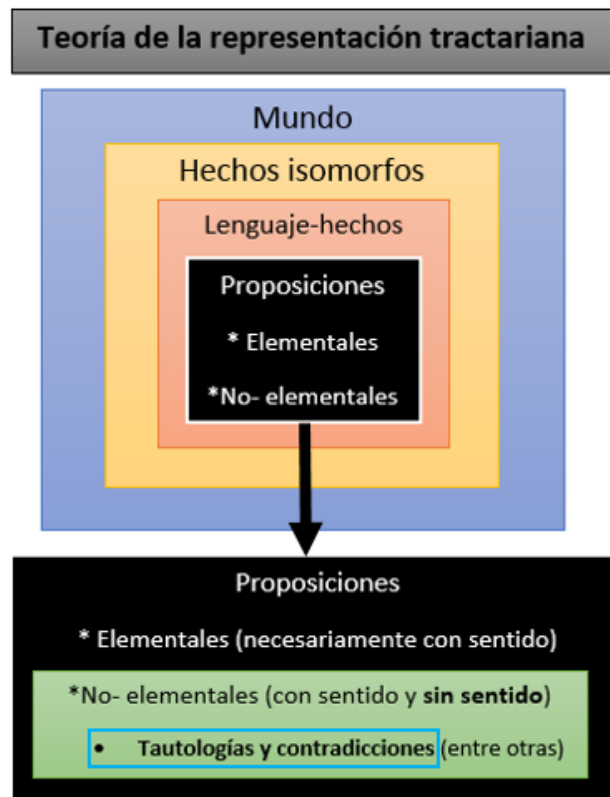 Teoría de la representación tractariana
Mundo
Hechos isomorfos
Lenguaje-hechos
Proposiciones
* Elementales
*No- elementales
Proposiciones
* Elementales (necesariamente con sentido)
*No- elementales (con sentido y sin sentido)
• Tautologías y contradicciones (entre otras)